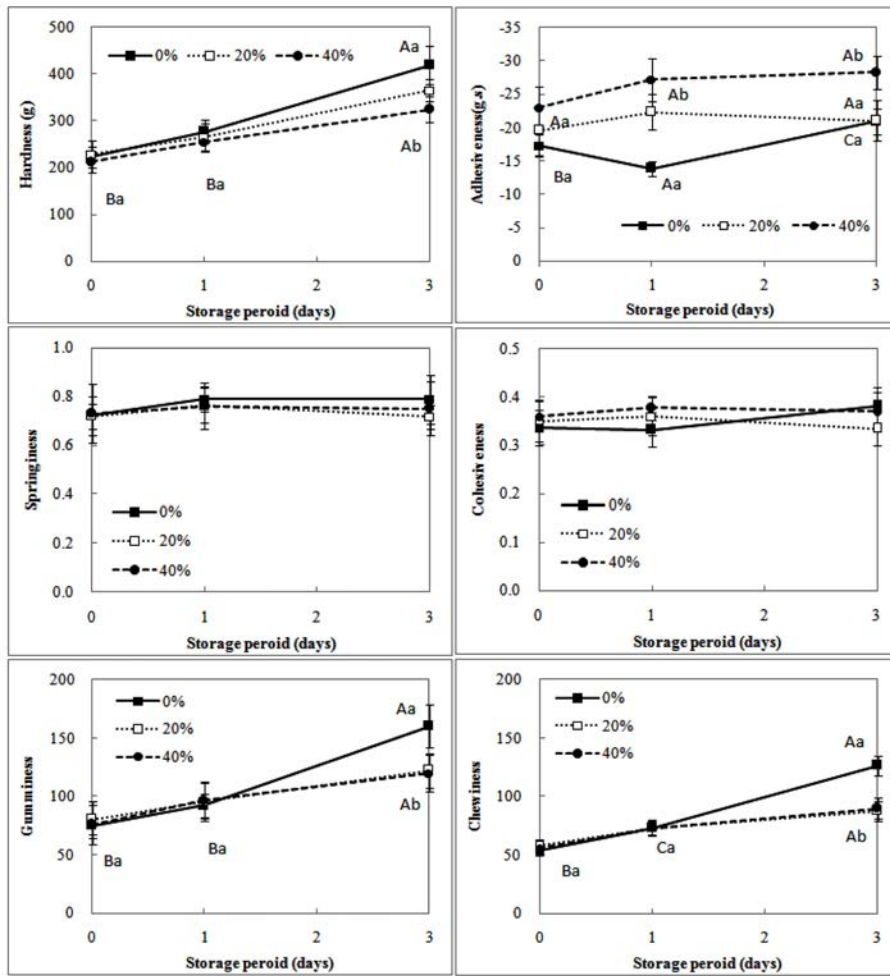 Hardness (g)
500
400
300
200
100
0
0% 20% 40%
Aa
Ab
Ba
Ba
0 1 2 3
Storage peroid (days)
Adhesiveness(g.s)
-35
-30
-25
-20
-15
-10
-5
0
Ab
Ab
Aa
Aa
Ca
Ba
Aa
0% 20% 40%
0 1 2 3
Storage peroid (days)
Springiness
1.0
0.8
0.6
0.4
0.2
0.0
0%
20%
40%
0 1 2 3
Storage peroid (days)
Cohesiveness
0.5
0.4
0.3
0.2
0.1
0.0
0%
20%
40%
0 1 2 3
Storage peroid (days)
Gumminess
200
150
100
50
0
0%
20%
40%
Aa
Ab
Ba
Ba
0 1 2 3
Storage peroid (days)
Chewiness
200
150
100
50
0
0%
20%
40%
Aa
Ab
Ca
Ba
0 1 2 3
Storage peroid (days)